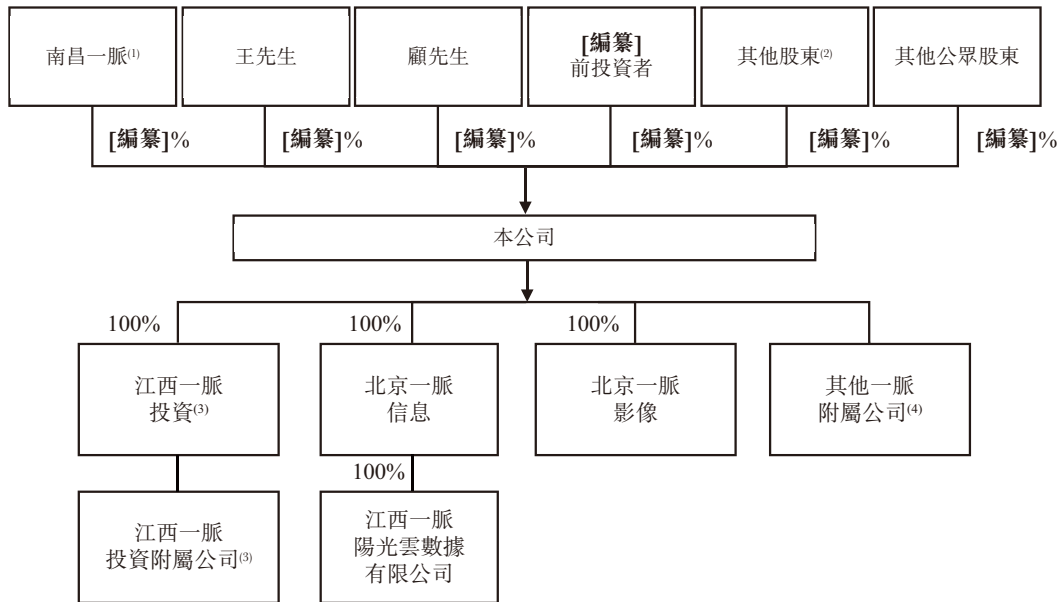 南昌一脈(1)
王先生
顧先生
[編纂]
前投資者
其他股東(2)
其他公眾股東
[編纂]%
[編纂]%
[編纂]%
[編纂]%
[編纂]%
[編纂]%
本公司
100%
100%
100%
江西一脈
投資(3)
北京一脈
信息
北京一脈
影像
其他一脈
附屬公司(4)
100%
江西一脈
投資附屬公司(3)
江西一脈
陽光雲數據
有限公司